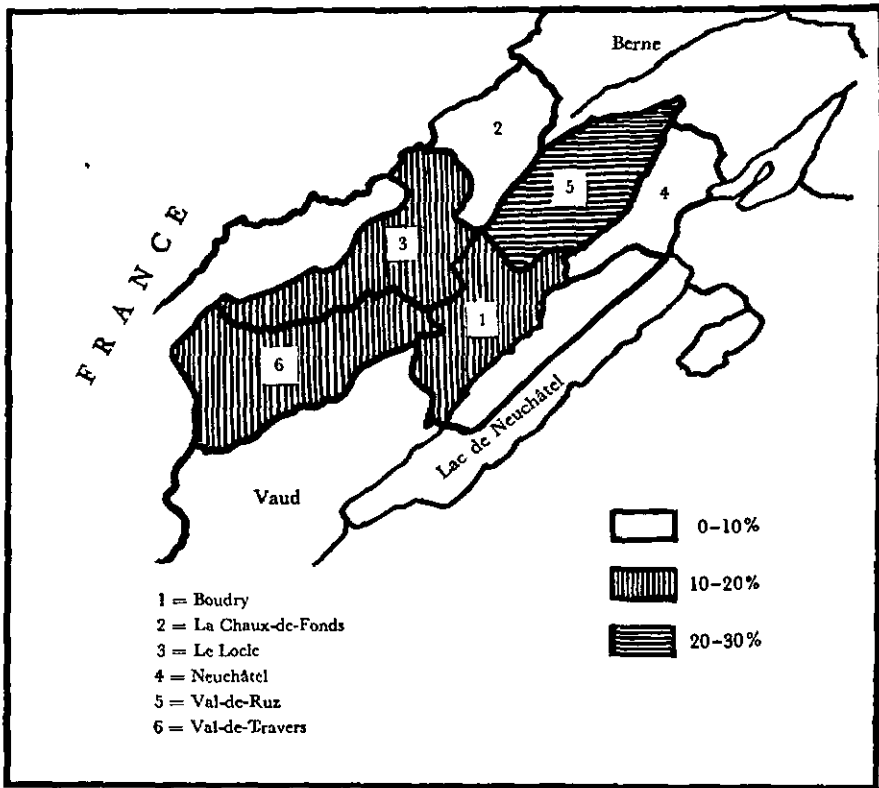 Berne
2
5
4
3
1
6
FRANCE
Lac de Neuchâtel
Vaud
0-10%
10-20%
20-30%
1 = Boudry
2 = La Chaux-de-Fonds
3 = Le Locle
4 = Neuchâtel
5 = Val-de-Ruz
6 = Val-de-Travers